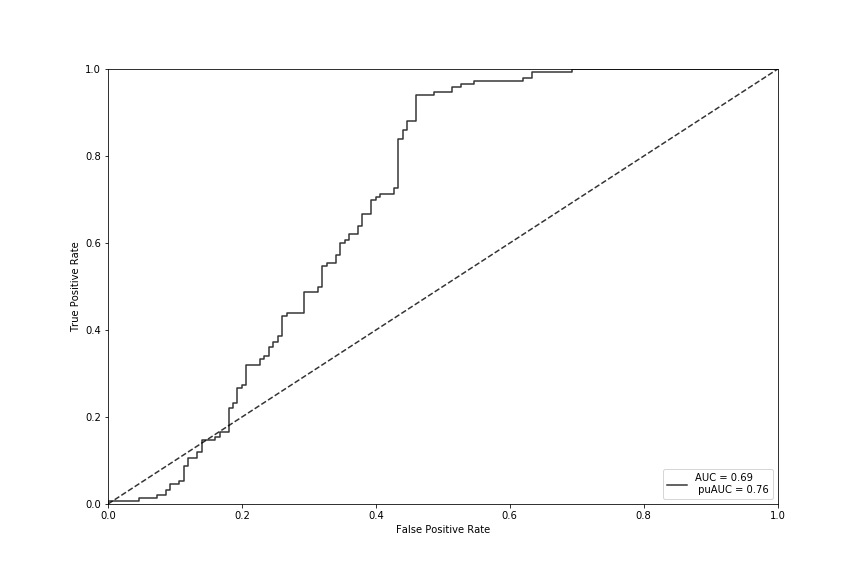 1.0
0.8
0.6
0.4
0.2
0.0
True Positive Rate
0.0 0.2 0.4 0.6 0.8 1.0
False Positive Rate
AUC = 0.69
puAUC = 0.76